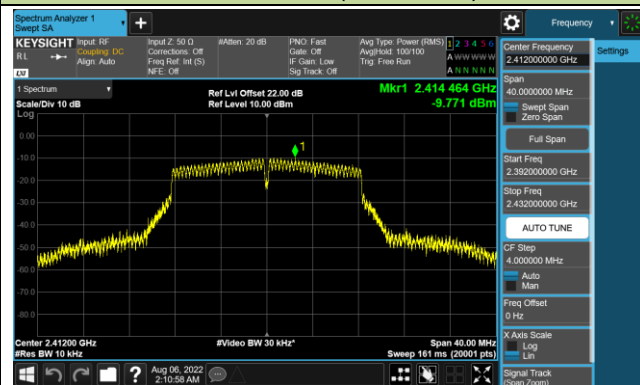 Spectrum Analyzer 1
Swept SA
Frequency
KEYSIGHT
RL
LXI
Input: RF
Coupling: DC
Align: Auto
Input Z: 50 Ω
Corrections: Off
Freq Ref: Int (S)
NFE: Off
#Atten: 20 dB
PNO: Fast
Gate: Off
IF Gain: Low
Sig Track: Off
Avg Type: Power (RMS)
Avg|Hold: 100/100
Trig: Free Run
1 2 3 4 5 6
A W W W W W
A N N N N N
Center Frequency
2.412000000 GHz
Settings
Span
40.0000000 MHz
Swept Span
Zero Span
Full Span
Start Freq
2.392000000 GHz
Stop Freq
2.432000000 GHz
AUTO TUNE
CF Step
4.000000 MHz
Auto
Man
Freq Offset
0 Hz
X Axis Scale
Log
Lin
Signal Track
(Span Zoom)
1 Spectrum
Scale/Div 10 dB
Log
Ref Lvl Offset 22.00 dB
Ref Level 10.00 dBm
Mkr1 2.414 464 GHz
-9.771 dBm
1
0.00
-10.0
-20.0
-30.0
-40.0
-50.0
-60.0
-70.0
-80.0
Center 2.41200 GHz
#Res BW 10 kHz
#Video BW 30 kHz*
Span 40.00 MHz
Sweep 161 ms (20001 pts)
Aug 06, 2022
2:10:58 AM